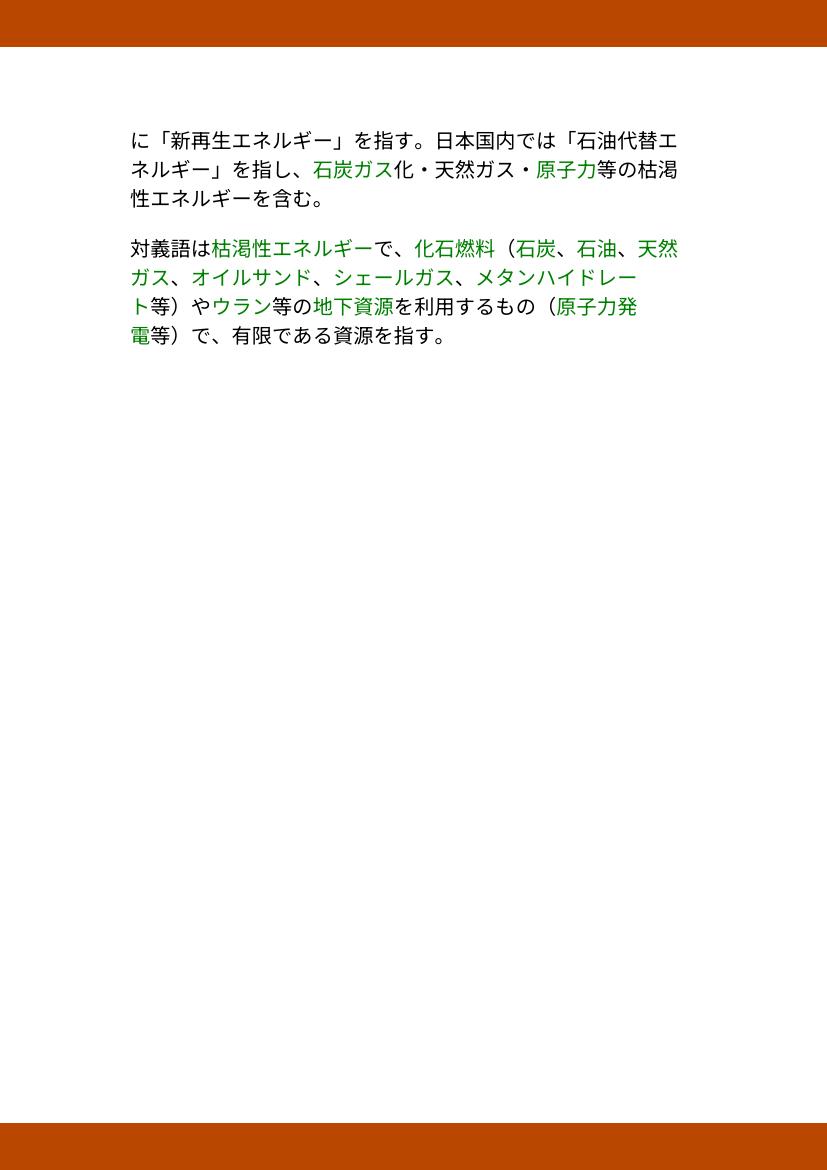 に「新再生エネルギー」を指す。日本国内では「石油代替エ
ネルギー」を指し、石炭ガス化・天然ガス・原子力等の枯渇
性エネルギーを含む。
対義語は枯渇性エネルギーで、化石燃料（石炭、石油、天然
ガス、オイルサンド、シェールガス、メタンハイドレー
ト等）やウラン等の地下資源を利用するもの（原子力発
電等）で、有限である資源を指す。